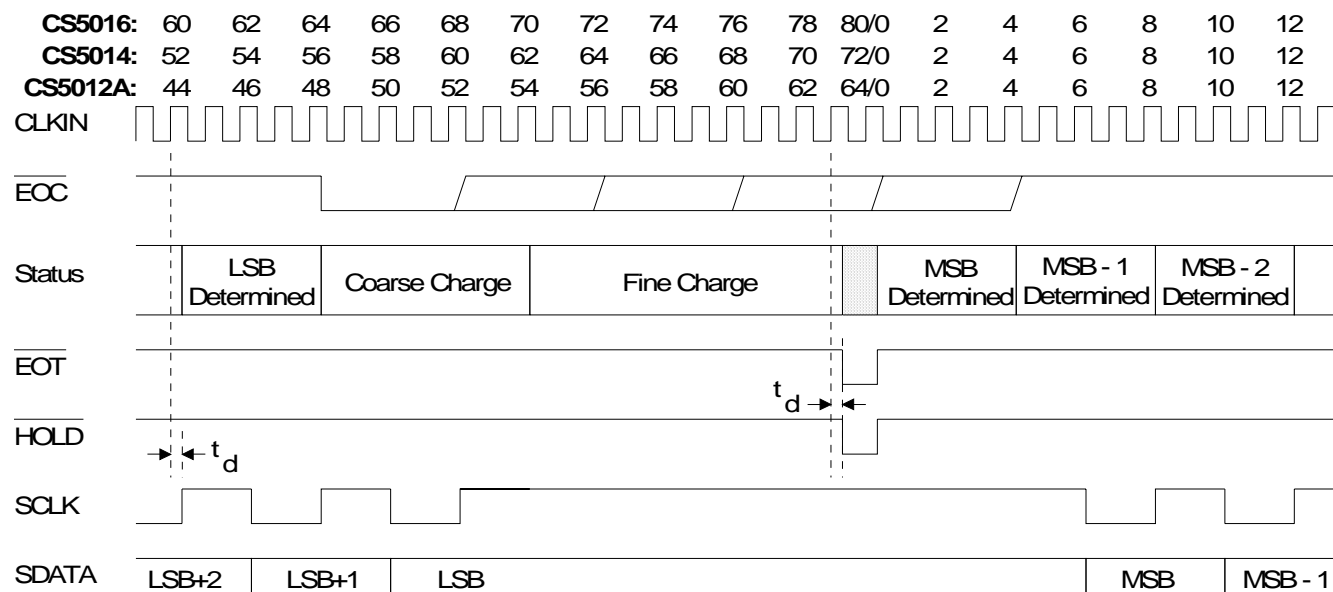 CS5016: 60 62 64 66 68 70 72 74 76 78 80/0 2 4 6 8 10 12
CS5014: 52 54 56 58 60 62 64 66 68 70 72/0 2 4 6 8 10 12
CS5012A: 44 46 48 50 52 54 56 58 60 62 64/0 2 4 6 8 10 12
CLKIN
EOC
Status
LSB
Determined
Coarse Charge
Fine Charge
MSB
Determined
MSB - 1
Determined
MSB - 2
Determined
EOT
t d
HOLD
t d
SCLK
SDATA LSB+2 LSB+1 LSB MSB MSB - 1